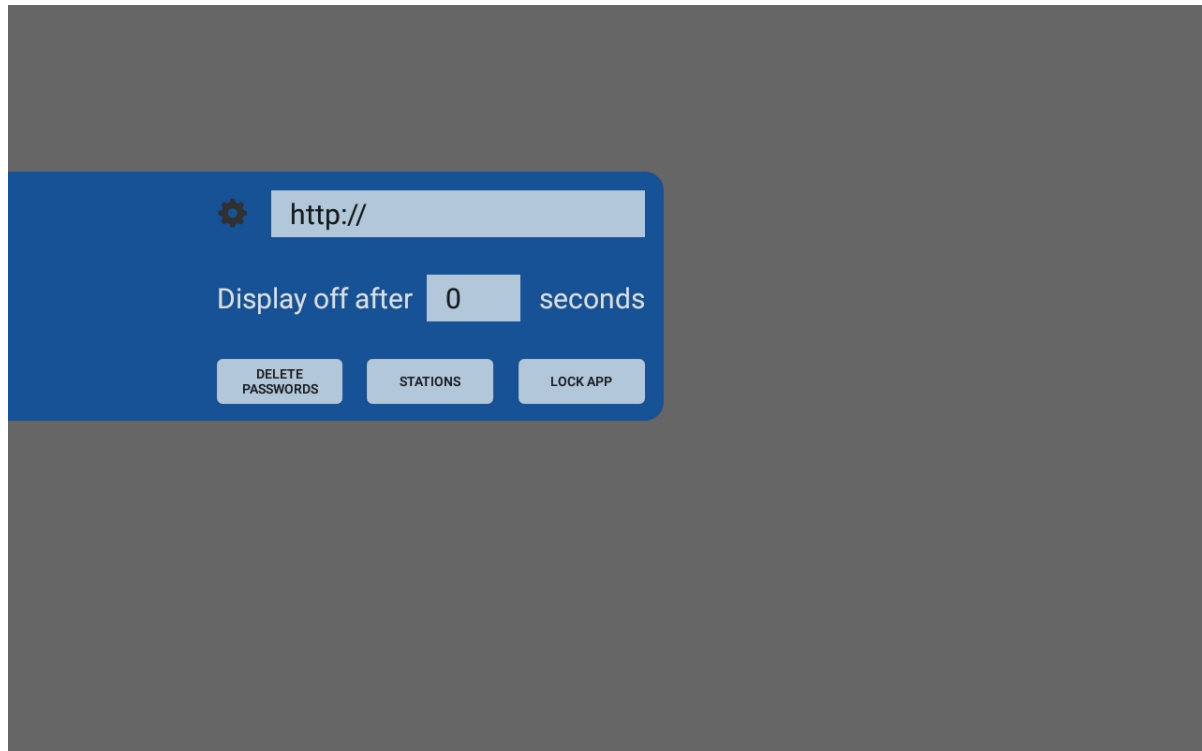 http://
Display off after 0 seconds
DELETE
PASSWORDS
STATIONS
LOCK APP